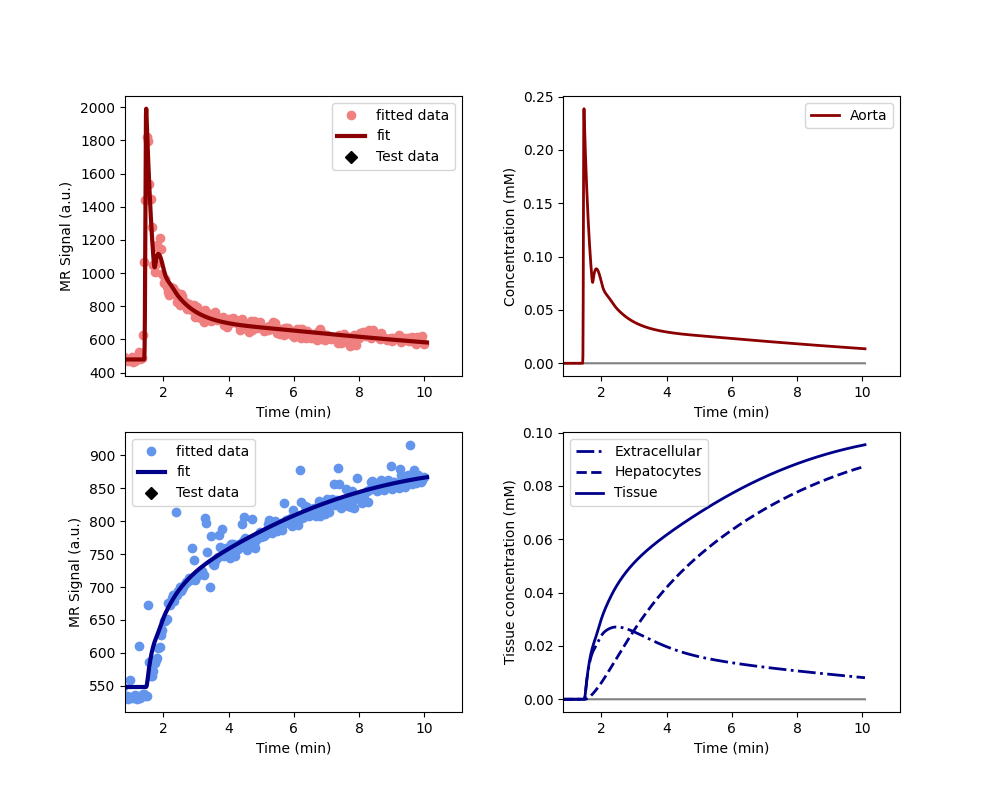 2000
1800
1600
1400
1200
1000
800
600
400
MR Signal (a.u.)
fitted data
fit
Test data
2 4 6 8 10
Time (min)
0.25
0.20
0.15
0.10
0.05
0.00
Concentration (mM)
Aorta
2 4 6 8 10
Time (min)
900
850
800
750
700
650
600
550
MR Signal (a.u.)
fitted data
fit
Test data
2 4 6 8 10
Time (min)
0.10
0.08
0.06
0.04
0.02
0.00
Tissue concentration (mM)
Extracellular
Hepatocytes
Tissue
2 4 6 8 10
Time (min)